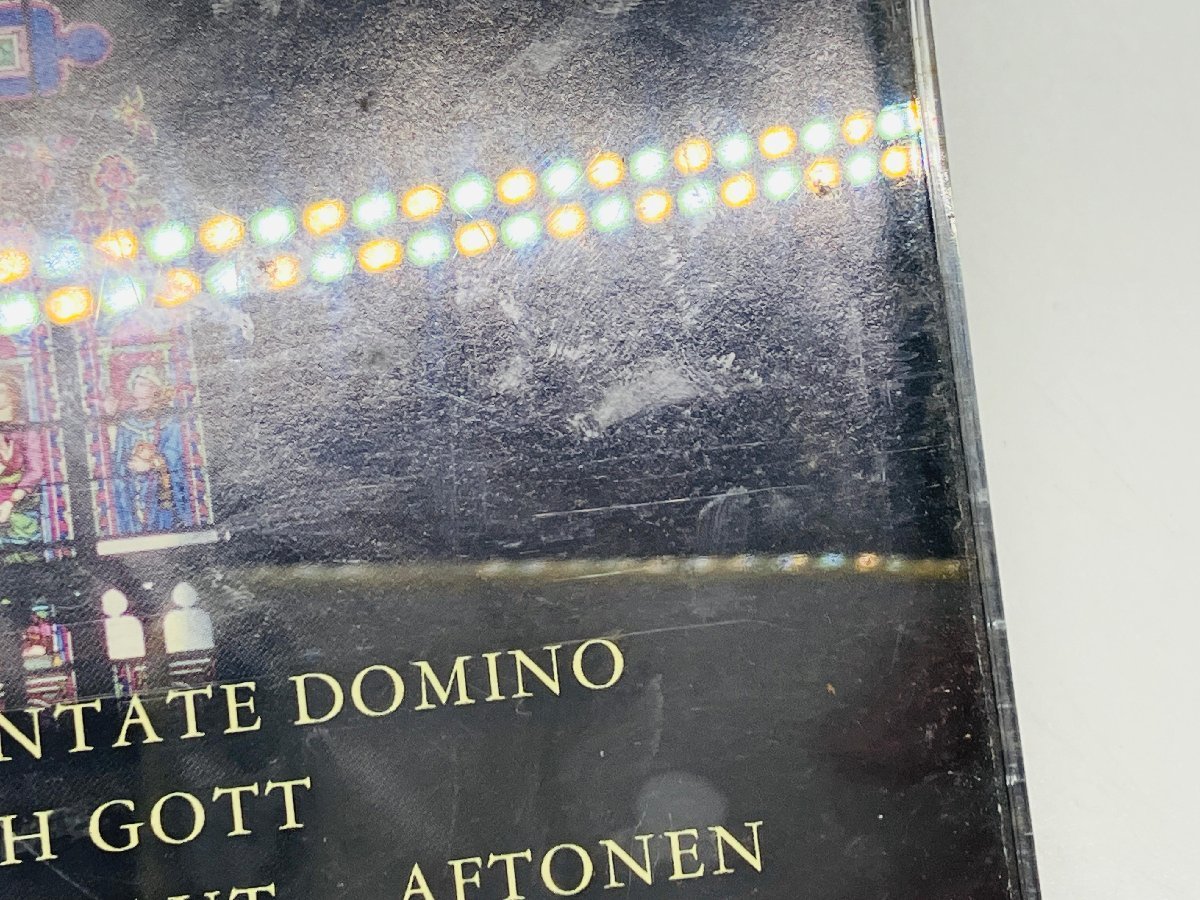 NTATE DOMINO
H GOTT
AFTONEN